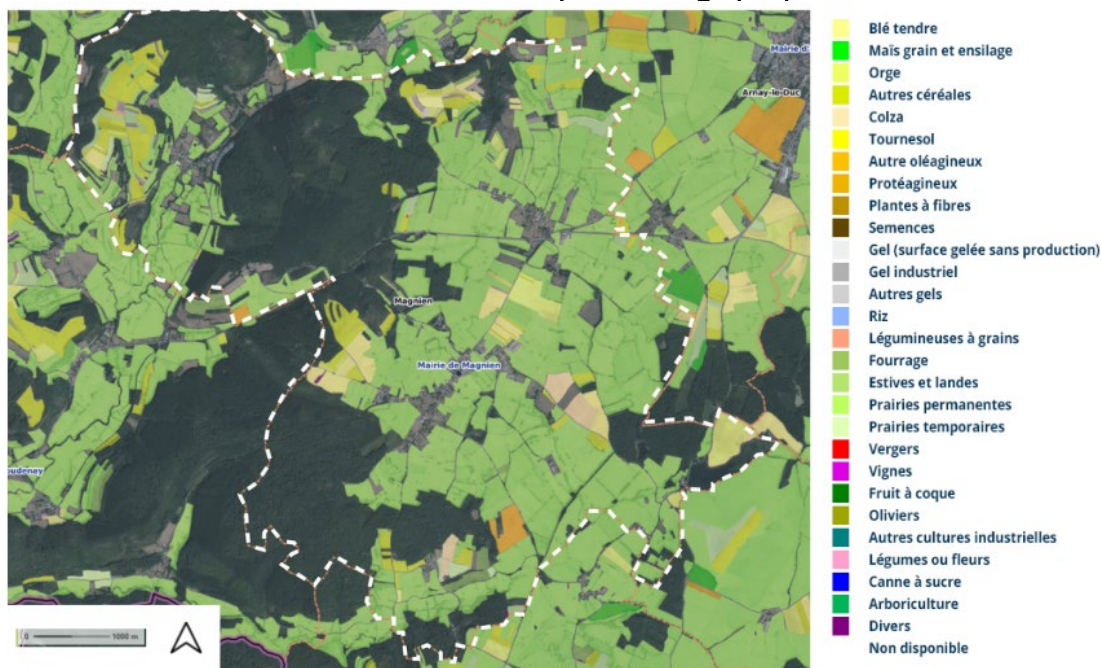 Mairie d'
Arnay-le-Duc
Magnien
Mairie de Magnien
udenay
0 1000 m
Blé tendre
Maïs grain et ensilage
Orge
Autres céréales
Colza
Tournesol
Autre oléagineux
Protéagineux
Plantes à fibres
Semences
Gel (surface gelée sans production)
Gel industriel
Autres gels
Riz
Légumineuses à grains
Fourrage
Estives et landes
Prairies permanentes
Prairies temporaires
Vergers
Vignes
Fruit à coque
Oliviers
Autres cultures industrielles
Légumes ou fleurs
Canne à sucre
Arboriculture
Divers
Non disponible